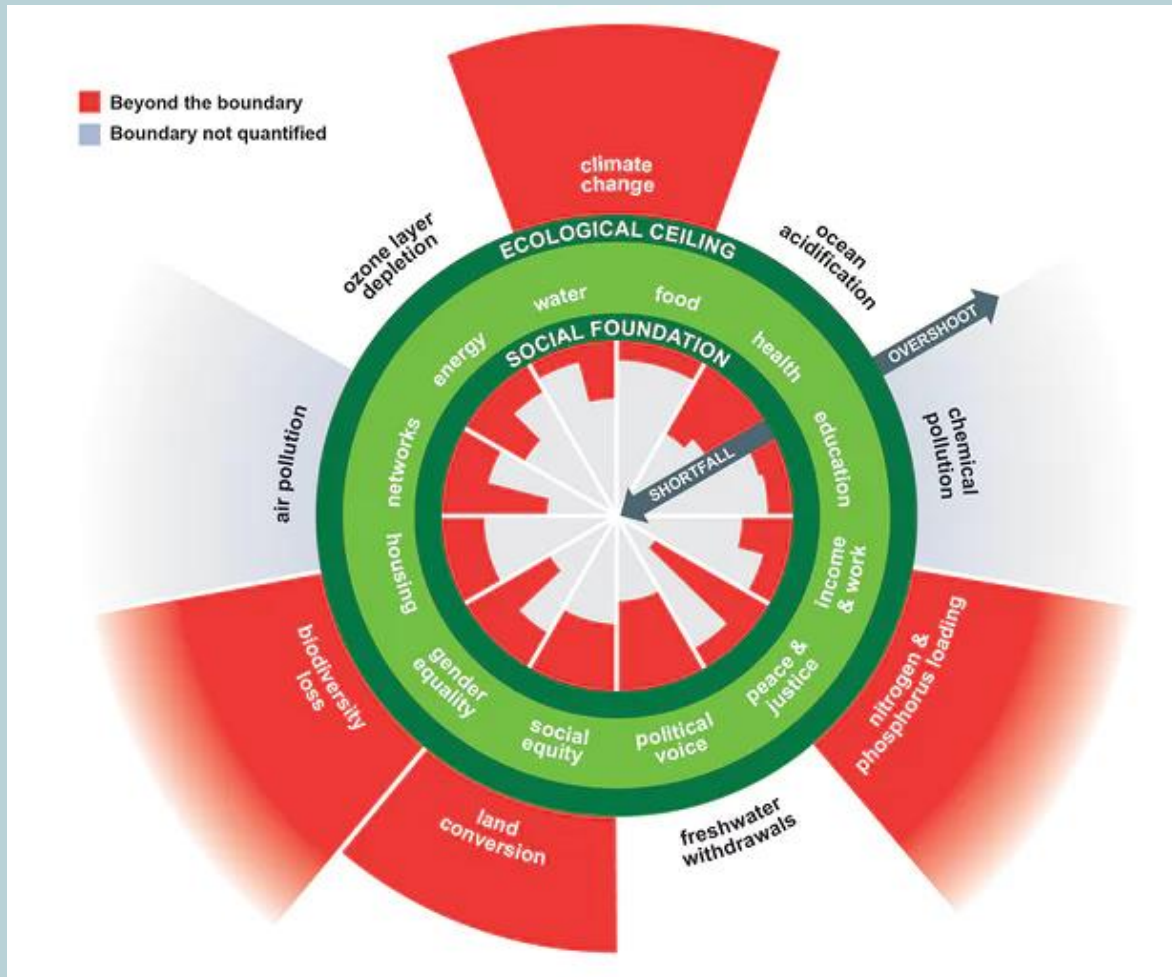 Beyond the boundary
Boundary not quantified
climate
change
ozone layer
depletion
ECOLOGICAL CEILING
ocean
acidification
water
food
energy
SOCIAL FOUNDATION
health
OVERSHOOT
air pollution
networks
SHORTFALL
education
chemical
pollution
housing
income
& work
biodiversity
loss
gender
equality
social
equity
political
voice
peace &
justice
nitrogen &
phosphorus loading
land
conversion
freshwater
withdrawals